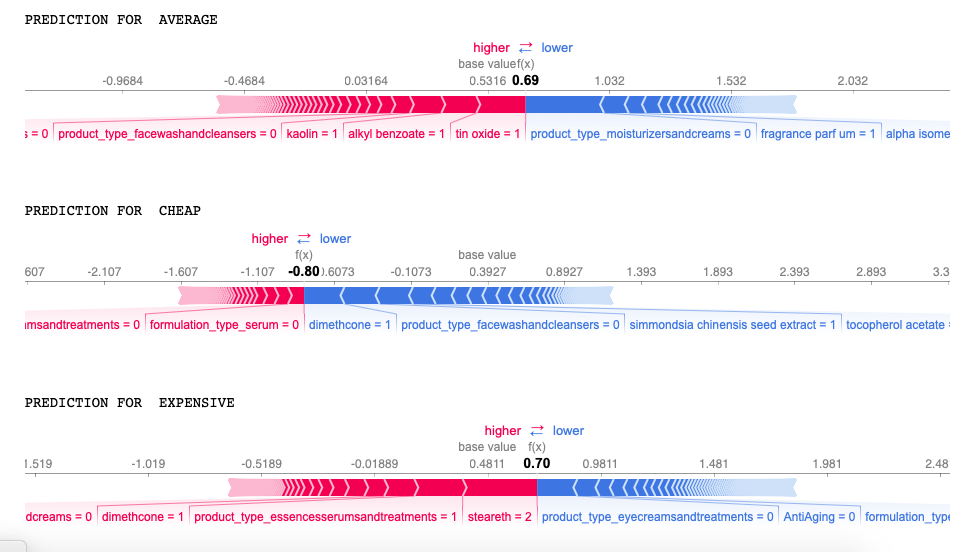 PREDICTION FOR AVERAGE
higher ⇄ lower
base value f(x)
-0.9684 -0.4684 0.03164 0.5316 0.69 1.032 1.532 2.032
= 0 product_type_facewashandcleansers = 0 kaolin = 1 alkyl benzoate = 1 tin oxide = 1 product_type_moisturizersandcreams = 0 fragrance parf um = 1 alpha isome
PREDICTION FOR CHEAP
higher ⇄ lower
f(x) base value
607 -2.107 -1.607 -1.107 -0.80 .6073 -0.1073 0.3927 0.8927 1.393 1.893 2.393 2.893 3.3
msandtreatments = 0 formulation_type_serum = 0 dimethcone = 1 product_type_facewashandcleansers = 0 simmondsia chinensis seed extract = 1 tocopherol acetate
PREDICTION FOR EXPENSIVE
higher ⇄ lower
base value f(x)
1.519 -1.019 -0.5189 -0.01889 0.4811 0.70 0.9811 1.481 1.981 2.48
dcreams = 0 dimethcone = 1 product_type_essencesserumsandtreatments = 1 steareth = 2 product_type_eyecreamsandtreatments = 0 AntiAging = 0 formulation_type